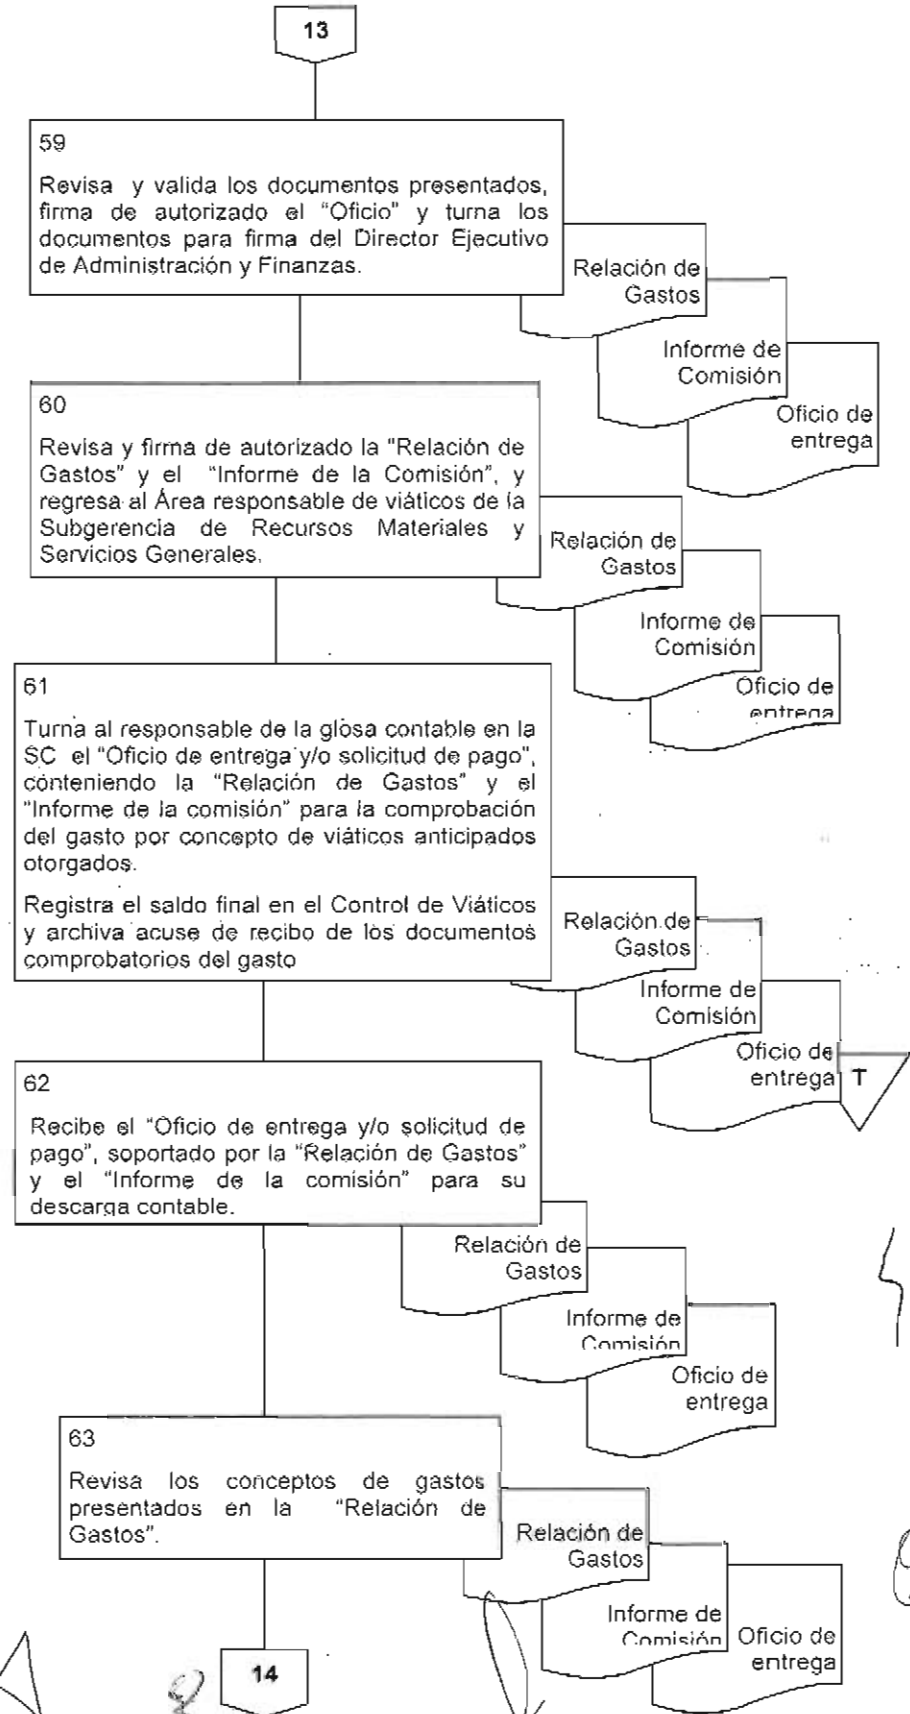 13
59
Revisa y valida los documentos presentados,
firma de autorizado el "Oficio" y turna los
documentos para firma del Director Ejecutivo
de Administración y Finanzas.
Relación de
Gastos
Informe de
Comisión
Oficio de
entrega
60
Revisa y firma de autorizado la "Relación de
Gastos" y el "Informe de la Comisión", y
regresa al Área responsable de viáticos de la
Subgerencia de Recursos Materiales y
Servicios Generales.
Relación de
Gastos
Informe de
Comisión
Oficio de
entrega
61
Turna al responsable de la glosa contable en la
SC el "Oficio de entrega y/o solicitud de pago",
conteniendo la "Relación de Gastos" y el
"Informe de la comisión" para la comprobación
del gasto por concepto de viáticos anticipados
otorgados.
Registra el saldo final en el Control de Viáticos
y archiva acuse de recibo de los documentos
comprobatorios del gasto
Relación de
Gastos
Informe de
Comisión
Oficio de
entrega
T
62
Recibe el "Oficio de entrega y/o solicitud de
pago", soportado por la "Relación de Gastos"
y el "Informe de la comisión" para su
descarga contable.
Relación de
Gastos
Informe de
Comisión
Oficio de
entrega
63
Revisa los conceptos de gastos
presentados en la "Relación de
Gastos".
Relación de
Gastos
Informe de
Comisión
Oficio de
entrega
14